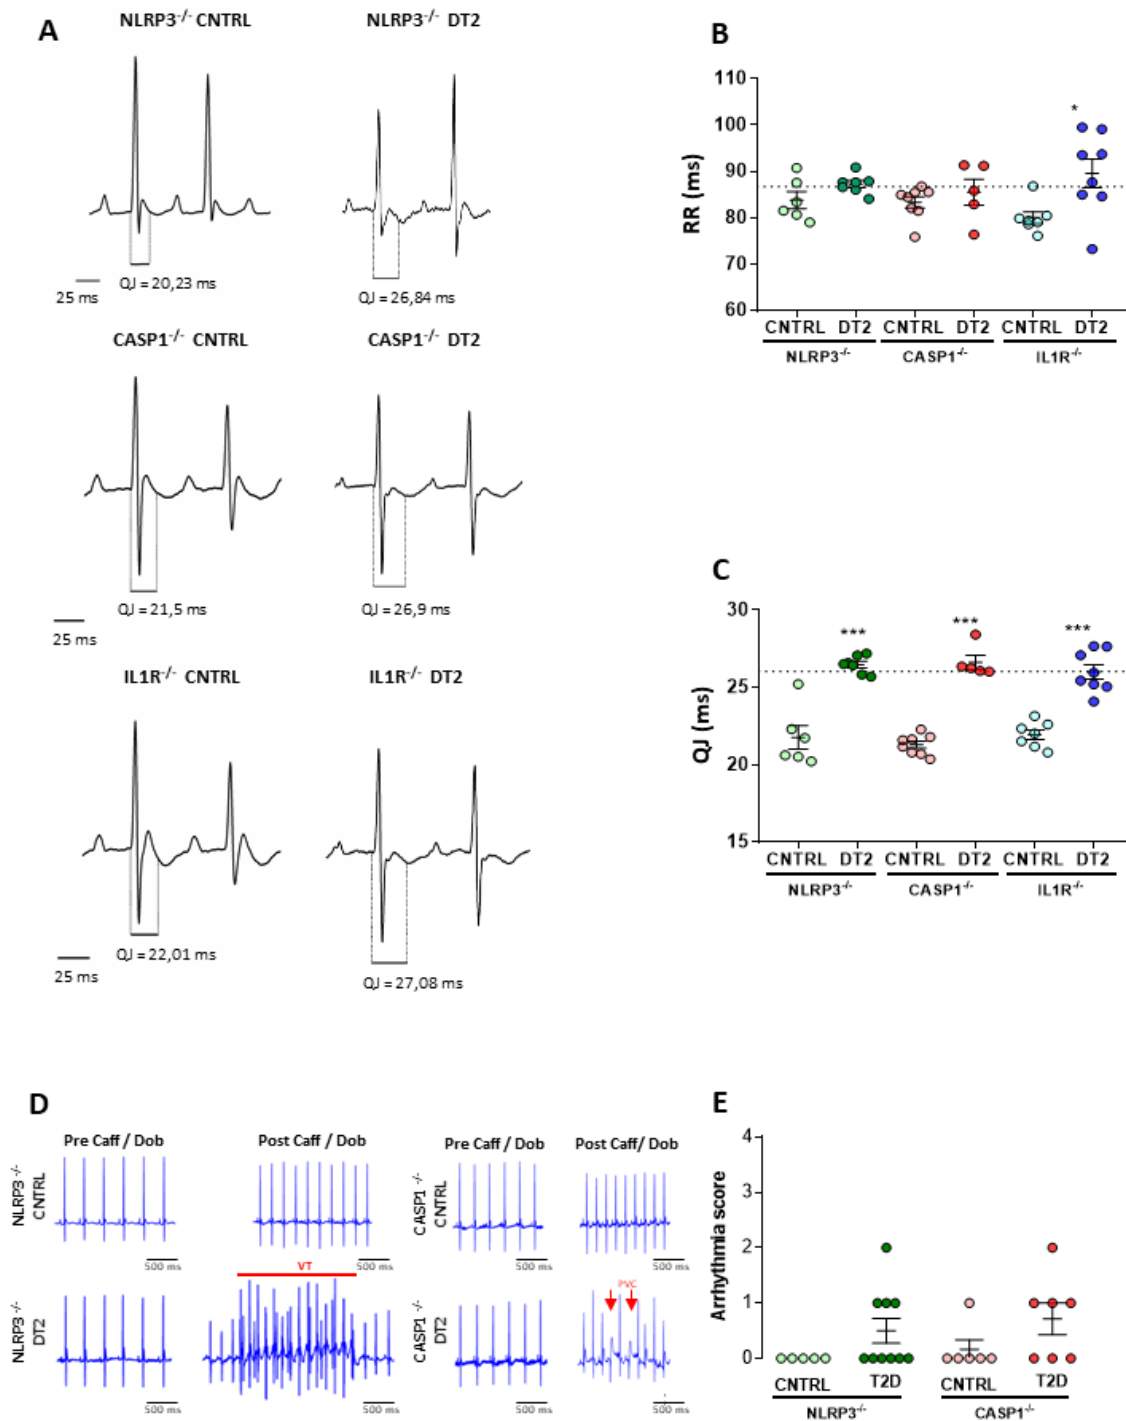 A
NLRP3-/- CNTRL
NLRP3-/- DT2
QJ = 20,23 ms
25 ms
QJ = 26,84 ms
CASP1-/- CNTRL
CASP1-/- DT2
QJ = 21,5 ms
25 ms
QJ = 26,9 ms
IL1R-/- CNTRL
IL1R-/- DT2
QJ = 22,01 ms
25 ms
QJ = 27,08 ms
B
RR (ms)
110
100
90
80
70
60
*
CNTRL DT2 CNTRL DT2 CNTRL DT2
NLRP3-/- CASP1-/- IL1R-/-
C
QJ (ms)
30
25
20
15
*** *** ***
CNTRL DT2 CNTRL DT2 CNTRL DT2
NLRP3-/- CASP1-/- IL1R-/-
D
Pre Caff / Dob
Post Caff / Dob
Pre Caff / Dob
Post Caff/ Dob
NLRP3 -/-
CNTRL
CASP1 -/-
CNTRL
500 ms
500 ms
500 ms
500 ms
VT
PVC
NLRP3 -/-
DT2
CASP1 -/-
DT2
500 ms
500 ms
500 ms
500 ms
E
Arrhythmia score
4
3
2
1
0
CNTRL T2D CNTRL T2D
NLRP3-/- CASP1-/-